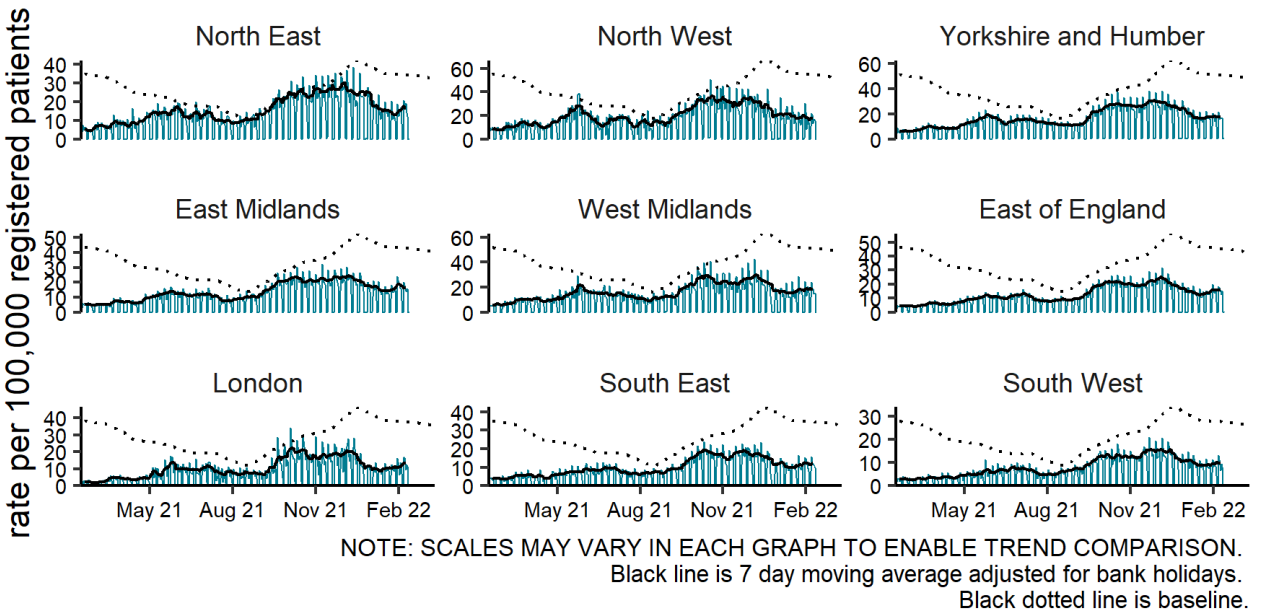 rate per 100,000 registered patients
North East
North West
Yorkshire and Humber
40
30
20
10
0
60
40
20
0
60
40
20
0
East Midlands
West Midlands
East of England
50
40
30
20
10
0
60
40
20
0
50
40
30
20
10
0
London
South East
South West
40
30
20
10
0
40
30
20
10
0
30
20
10
0
May 21 Aug 21 Nov 21 Feb 22
May 21 Aug 21 Nov 21 Feb 22
May 21 Aug 21 Nov 21 Feb 22
NOTE: SCALES MAY VARY IN EACH GRAPH TO ENABLE TREND COMPARISON.
Black line is 7 day moving average adjusted for bank holidays.
Black dotted line is baseline.